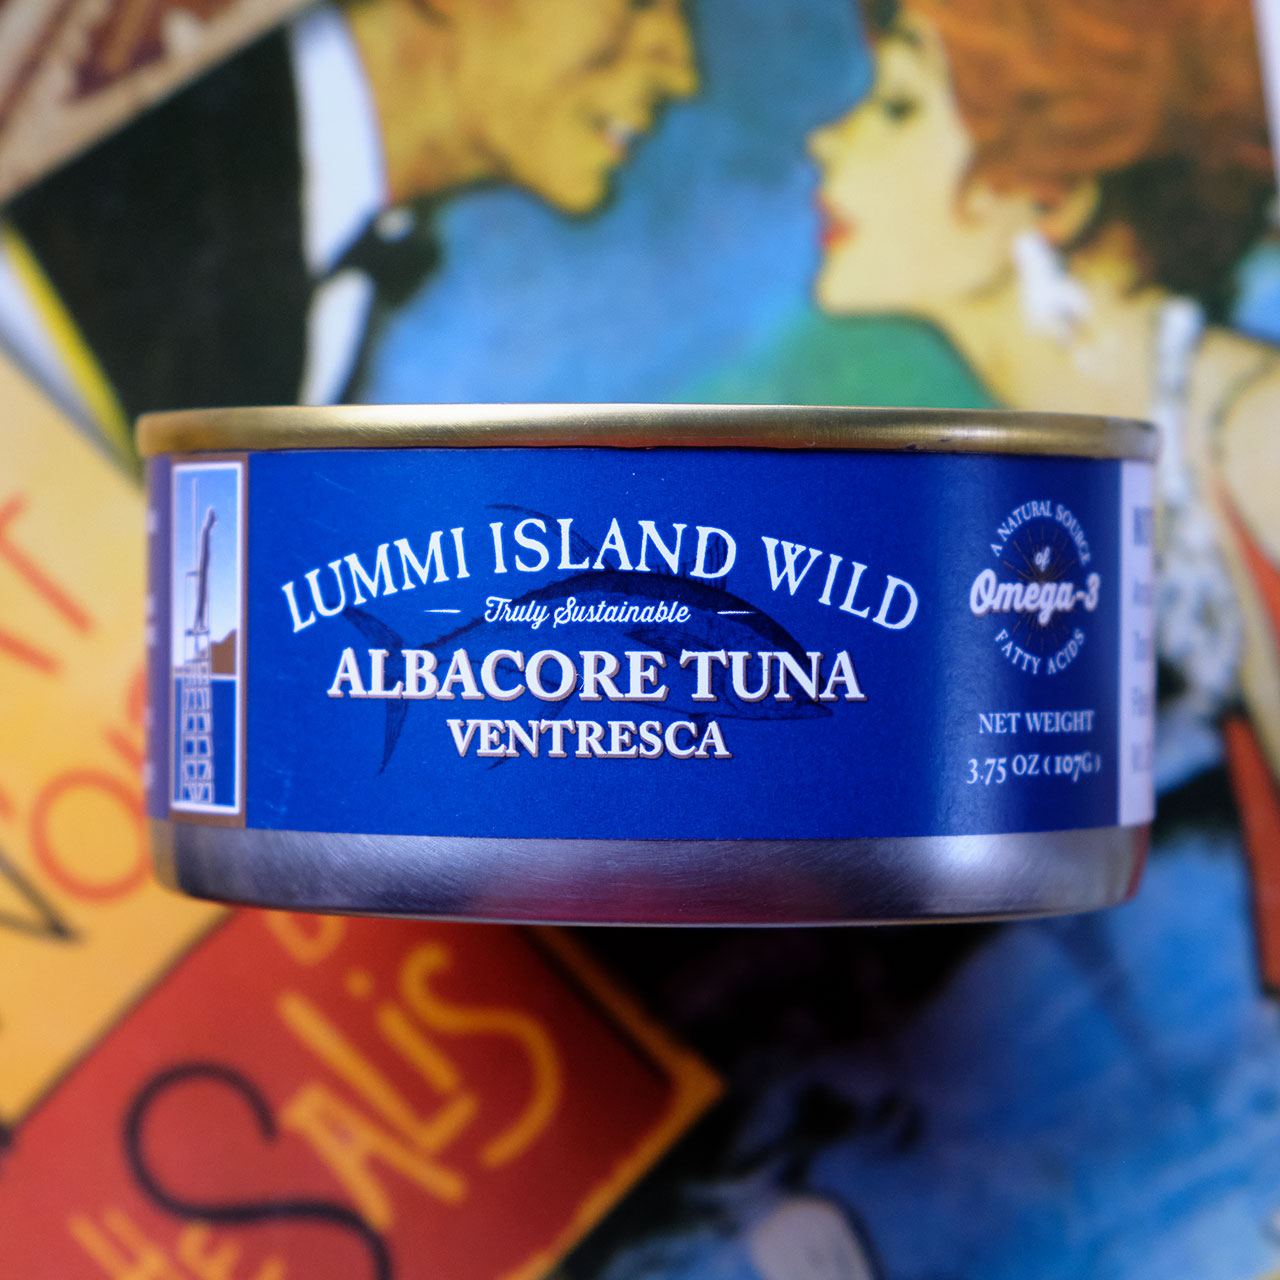 LUMMI ISLAND WILD
Truly Sustainable
ALBACORE TUNA
VENTRESCA
A NATURAL SOURCE
of
Omega-3
FATTY ACIDS
NET WEIGHT
3.75 OZ (107G)